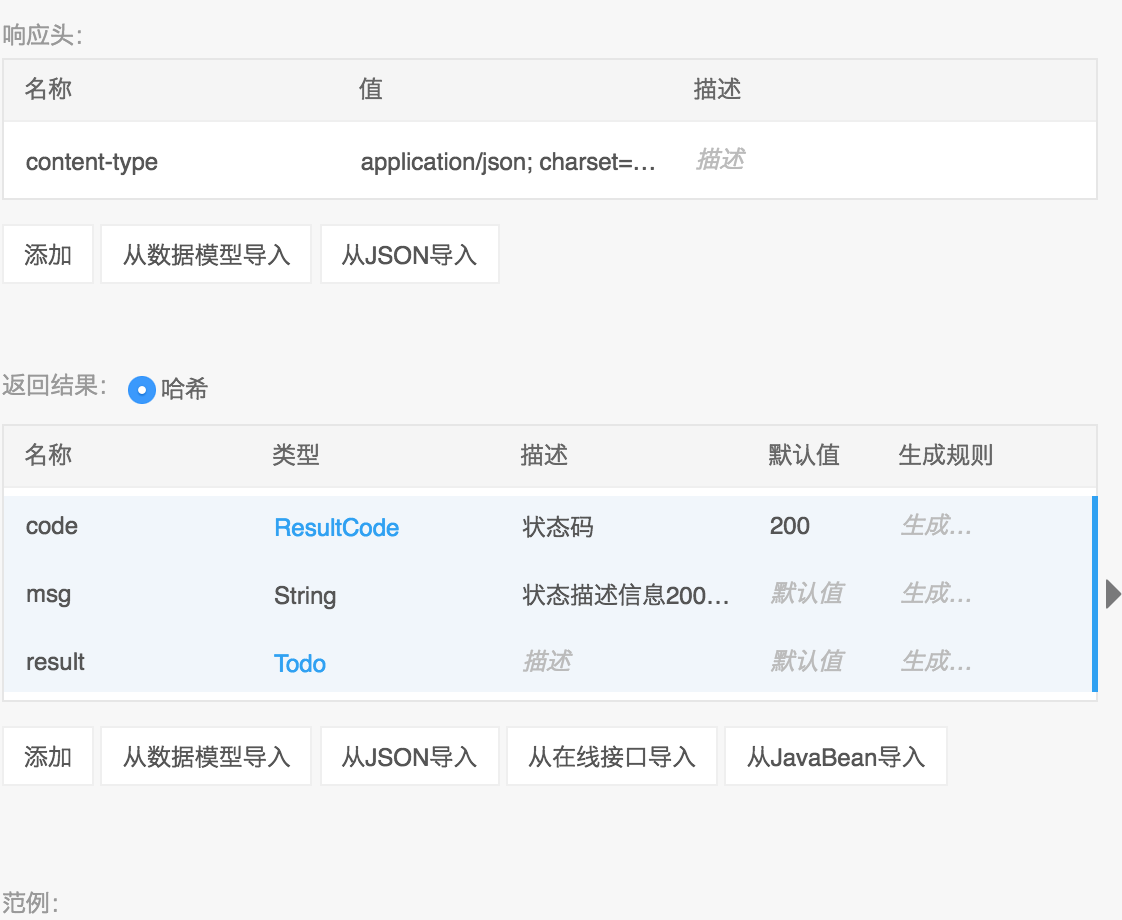 响应头：
名称 值 描述
content-type application/json; charset=... 描述
添加 从数据模型导入 从JSON导入
返回结果： 哈希
名称 类型 描述 默认值 生成规则
code ResultCode 状态码 200 生成...
msg String 状态描述信息200... 默认值 生成...
result Todo 描述 默认值 生成...
添加 从数据模型导入 从JSON导入 从在线接口导入 从JavaBean导入
范例：